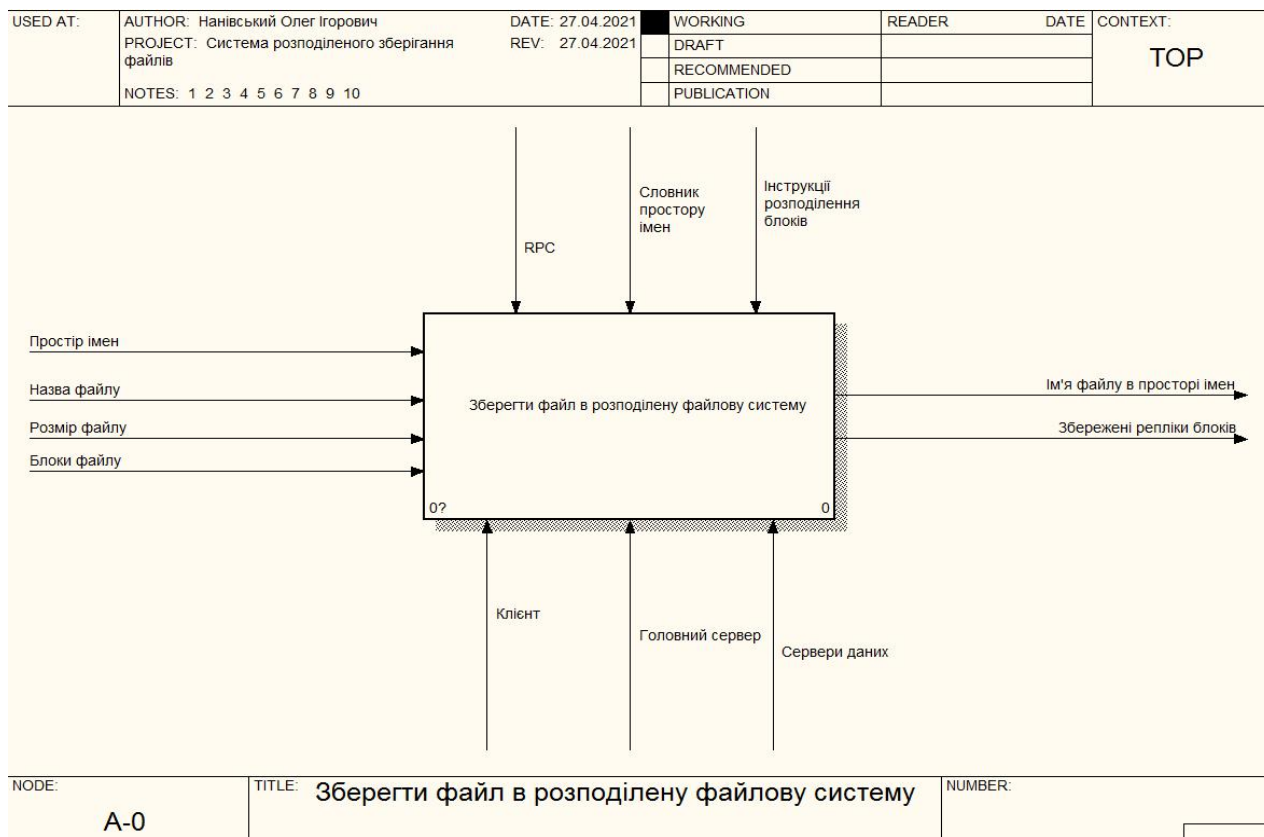 USED AT:
AUTHOR: Нанівський Олег Ігорович
DATE: 27.04.2021
PROJECT: Система розподіленого зберігання
файлів
REV: 27.04.2021
NOTES: 1 2 3 4 5 6 7 8 9 10
WORKING
DRAFT
RECOMMENDED
PUBLICATION
READER DATE
CONTEXT:
TOP
RPC
Словник
простору
імен
Інструкції
розподілення
блоків
Простір імен
Назва файлу
Розмір файлу
Блоки файлу
Зберегти файл в розподілену файлову систему
0?
0
Ім'я файлу в просторі імен
Збережені репліки блоків
Клієнт
Головний сервер
Сервери даних
NODE:
A-0
TITLE: Зберегти файл в розподілену файлову систему
NUMBER: